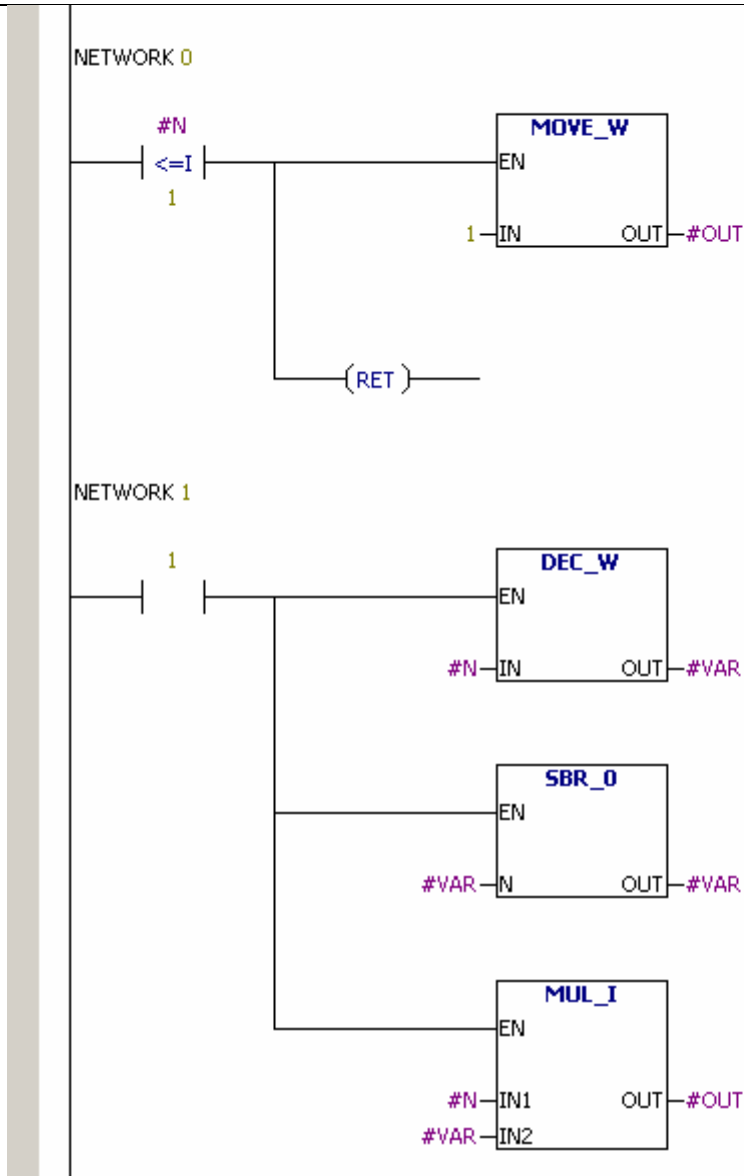 NETWORK 0
#N
<=I
1
MOVE_W
EN
1 IN OUT #OUT
(RET)
NETWORK 1
1
DEC_W
EN
#N IN OUT #VAR
SBR_0
EN
#VAR N OUT #VAR
MUL_I
EN
#N IN1 OUT #OUT
#VAR IN2